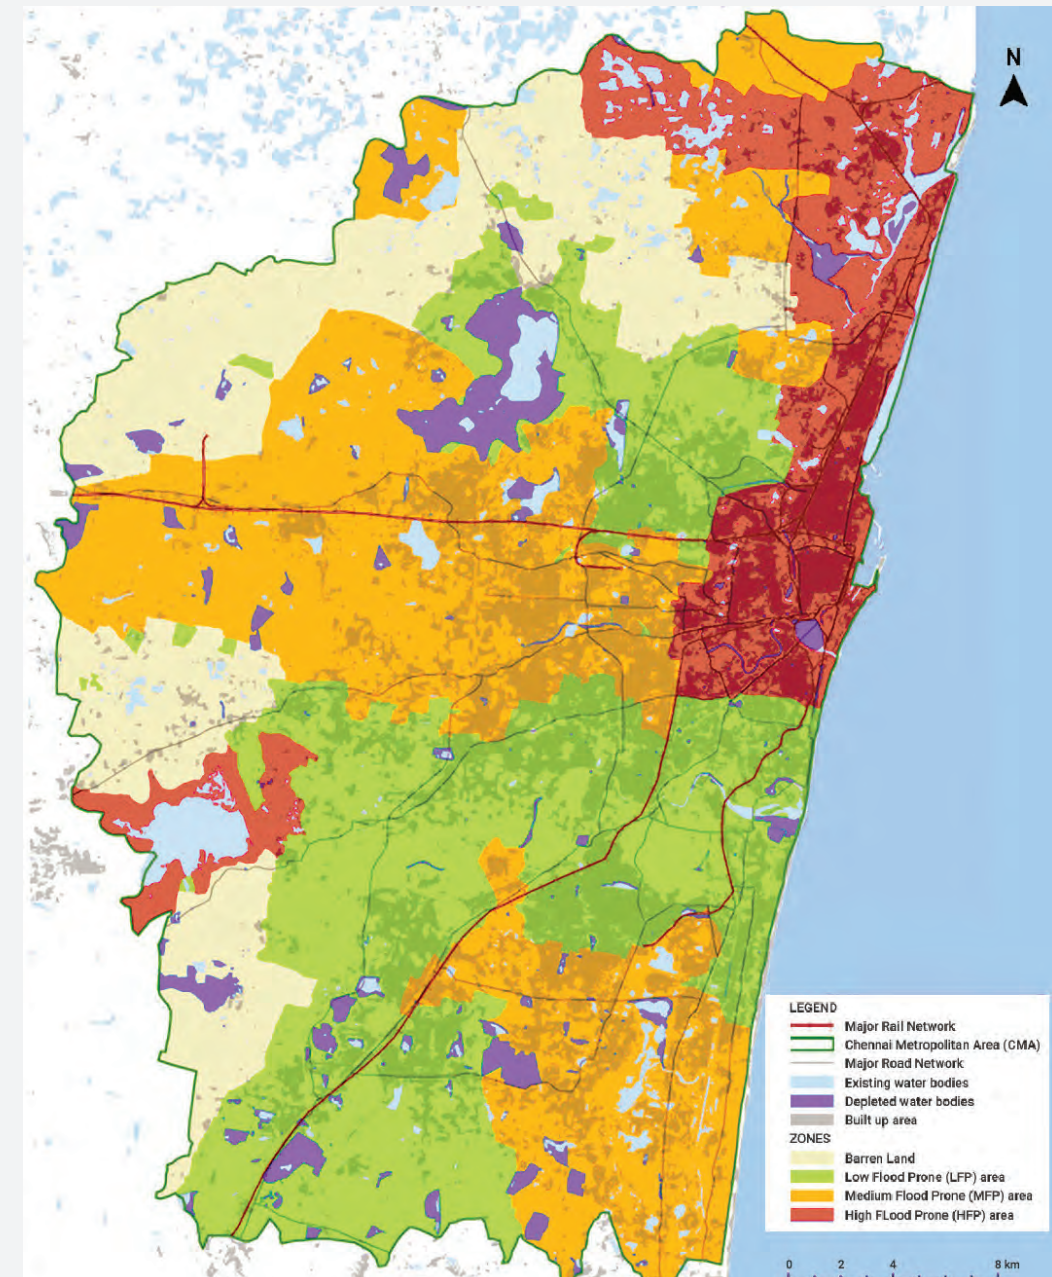 N
LEGEND
Major Rail Network
Chennai Metropolitan Area (CMA)
Major Road Network
Existing water bodies
Depleted water bodies
Built up area
ZONES
Barren Land
Low Flood Prone (LFP) area
Medium Flood Prone (MFP) area
High FLood Prone (HFP) area
0 2 4 8 km